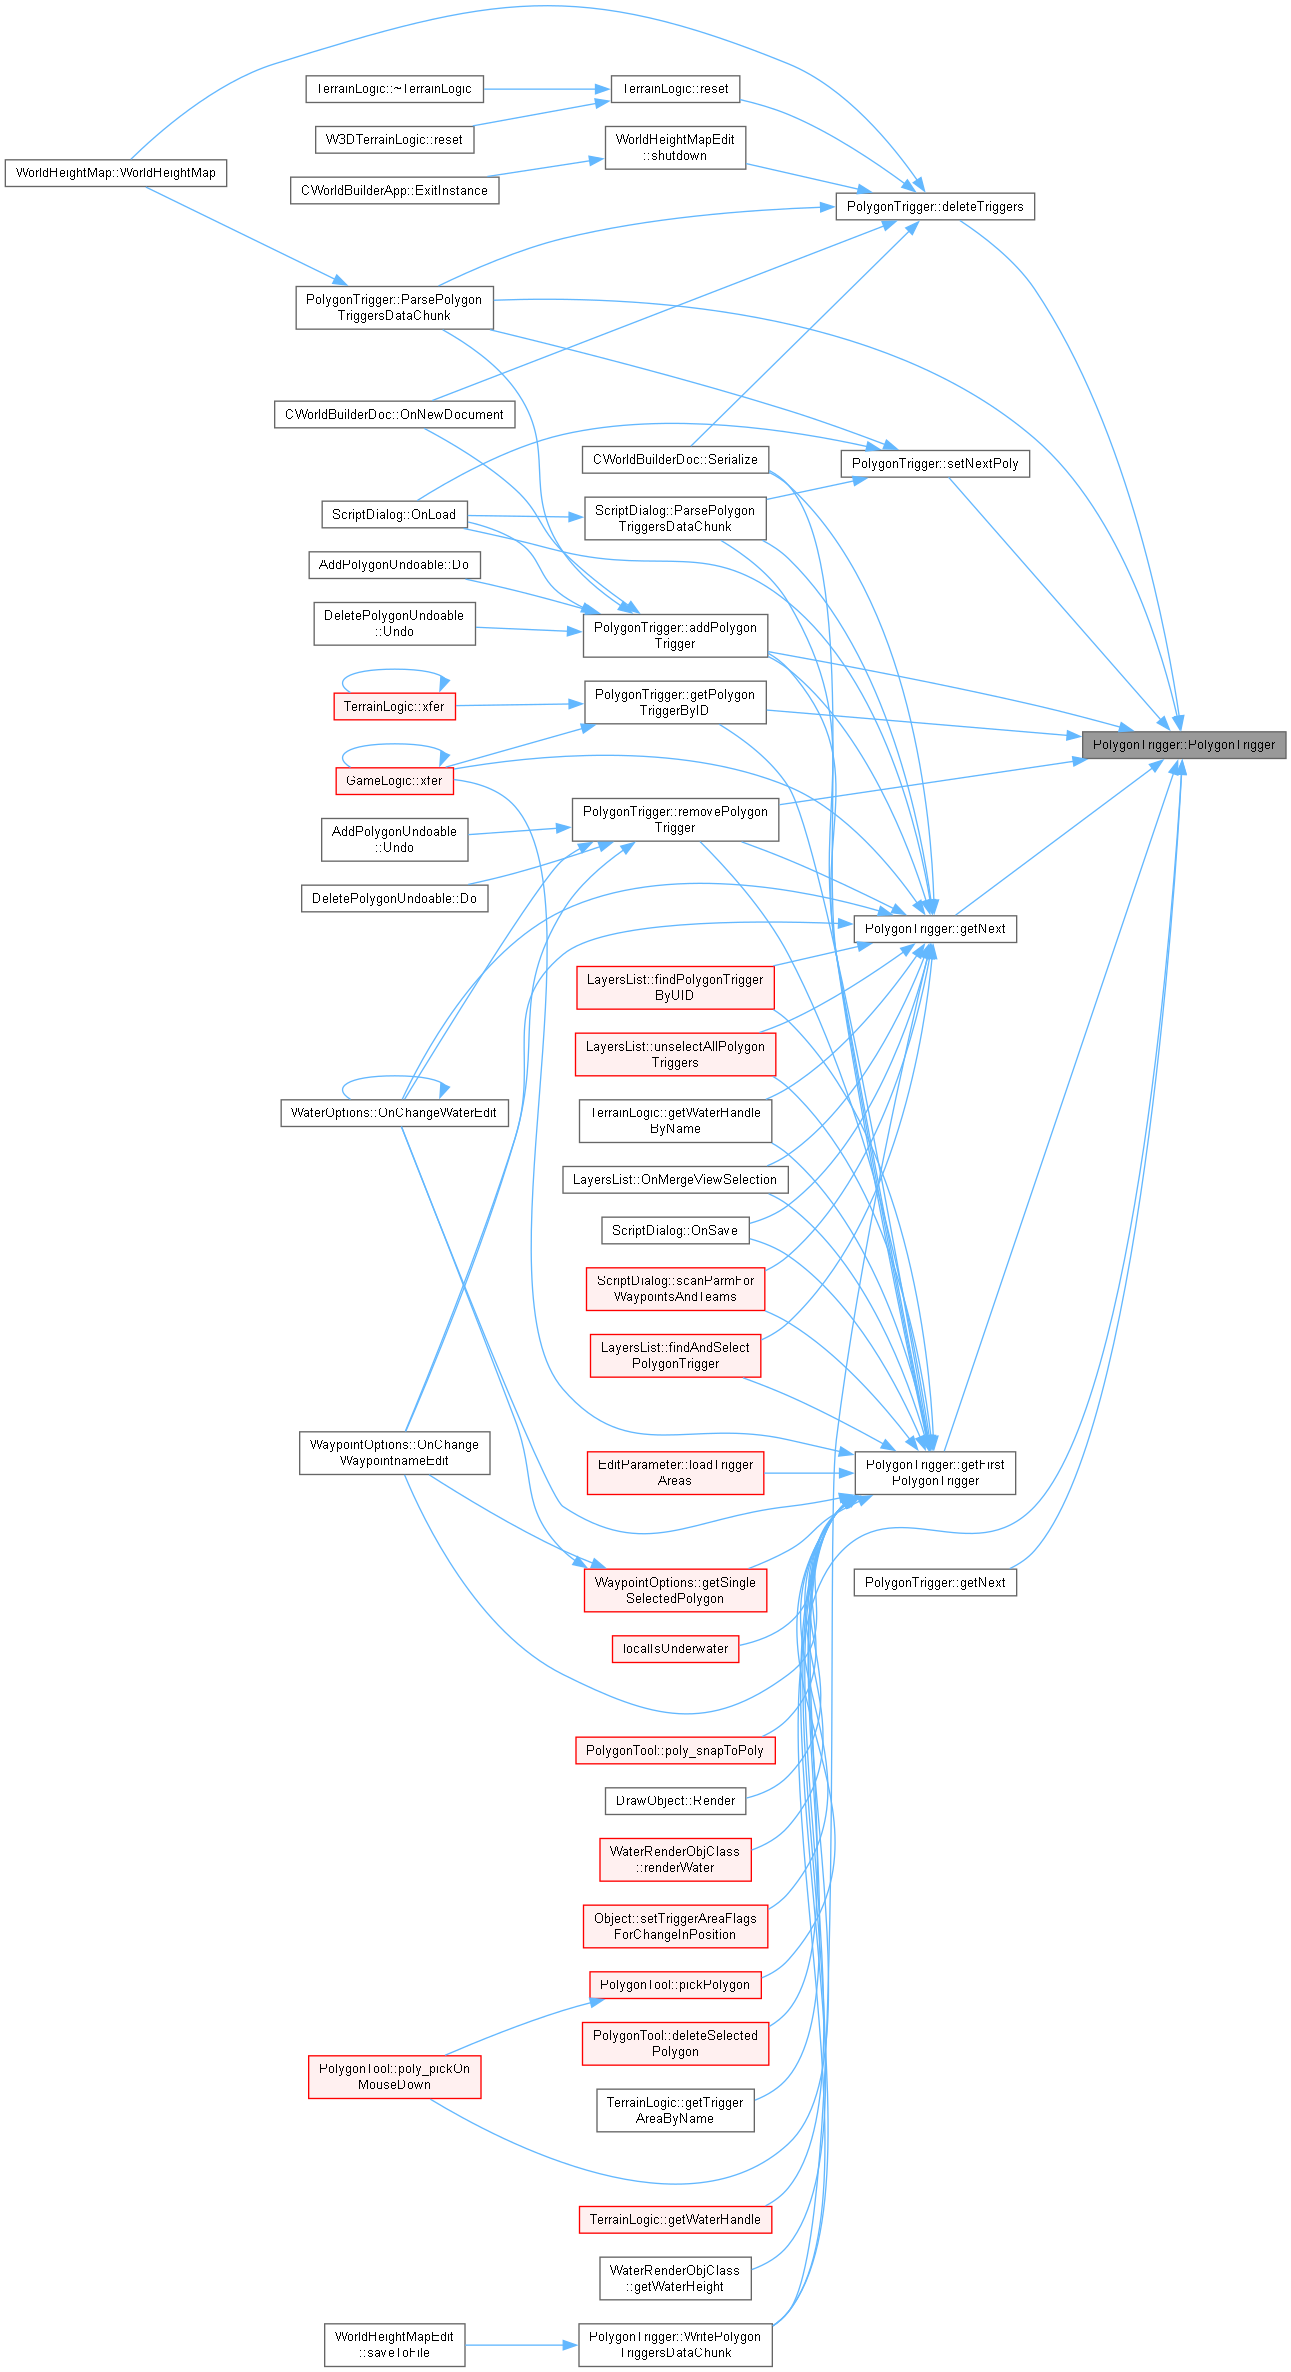 TerrainLogic::~TerrainLogic
TerrainLogic::reset
W3DTerrainLogic::reset
WorldHeightMapEdit
::shutdown
WorldHeightMap::WorldHeightMap
CWorldBuilderApp::ExitInstance
PolygonTrigger::deleteTriggers
PolygonTrigger::ParsePolygon
TriggersDataChunk
CWorldBuilderDoc::OnNewDocument
CWorldBuilderDoc::Serialize
PolygonTrigger::setNextPoly
ScriptDialog::OnLoad
ScriptDialog::ParsePolygon
TriggersDataChunk
AddPolygonUndoable::Do
DeletePolygonUndoable
::Undo
PolygonTrigger::addPolygon
Trigger
TerrainLogic::xfer
PolygonTrigger::getPolygon
TriggerByID
PolygonTrigger::PolygonTrigger
GameLogic::xfer
AddPolygonUndoable
::Undo
PolygonTrigger::removePolygon
Trigger
DeletePolygonUndoable::Do
PolygonTrigger::getNext
LayersList::findPolygonTrigger
ByUID
LayersList::unselectAllPolygon
Triggers
WaterOptions::OnChangeWaterEdit
TerrainLogic::getWaterHandle
ByName
LayersList::OnMergeViewSelection
ScriptDialog::OnSave
ScriptDialog::scanParmFor
WaypointsAndTeams
LayersList::findAndSelect
PolygonTrigger
WaypointOptions::OnChange
WaypointnameEdit
EditParameter::loadTrigger
Areas
PolygonTrigger::getFirst
PolygonTrigger
WaypointOptions::getSingle
SelectedPolygon
PolygonTrigger::getNext
localIsUnderwater
PolygonTool::poly_snapToPoly
DrawObject::Render
WaterRenderObjClass
::renderWater
Object::setTriggerAreaFlags
ForChangeInPosition
PolygonTool::pickPolygon
PolygonTool::deleteSelected
Polygon
PolygonTool::poly_pickOn
MouseDown
TerrainLogic::getTrigger
AreaByName
TerrainLogic::getWaterHandle
WaterRenderObjClass
::getWaterHeight
WorldHeightMapEdit
::saveToFile
PolygonTrigger::WritePolygon
TriggersDataChunk